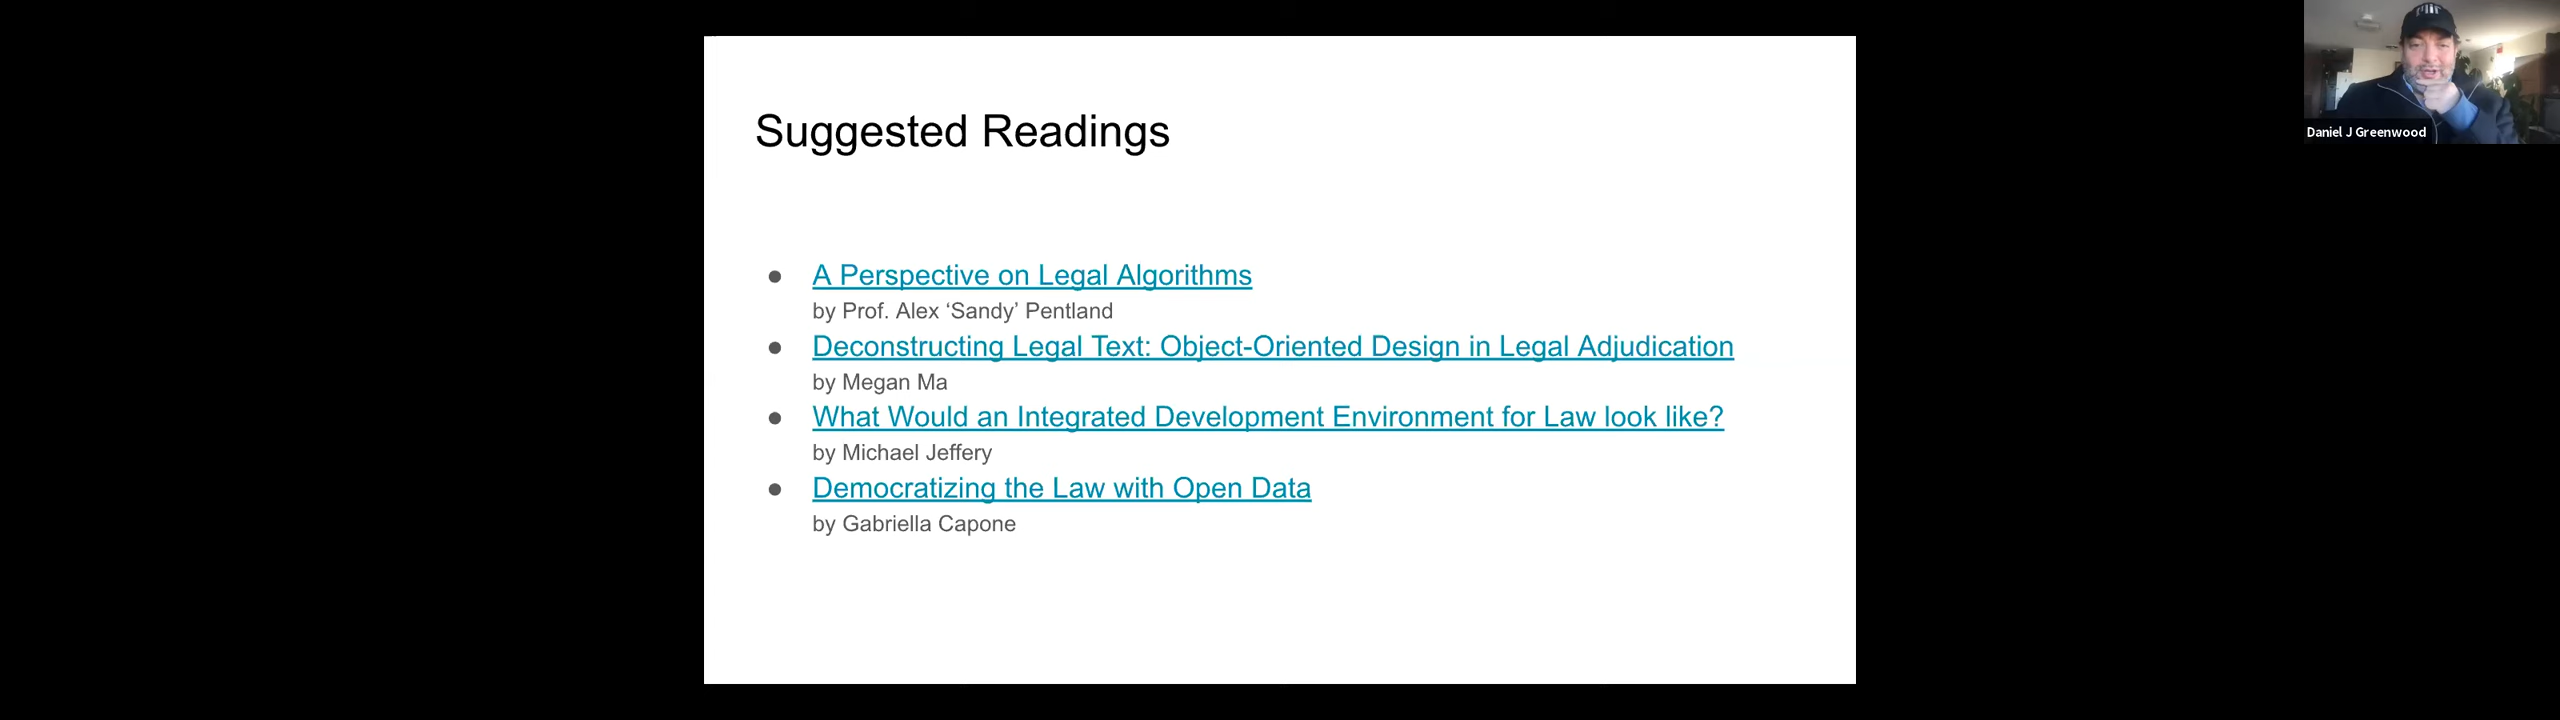 Suggested Readings
● A Perspective on Legal Algorithms
by Prof. Alex ‘Sandy’ Pentland
● Deconstructing Legal Text: Object-Oriented Design in Legal Adjudication
by Megan Ma
● What Would an Integrated Development Environment for Law look like?
by Michael Jeffery
● Democratizing the Law with Open Data
by Gabriella Capone
Daniel J Greenwood